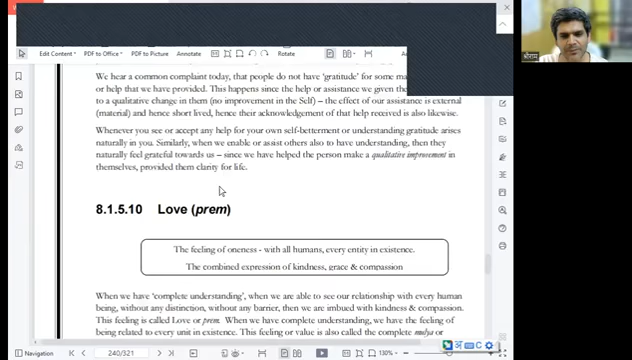 Edit Content
PDF to Office
PDF to Picture
Annotate
Rotate
श्रीराम
We hear a common complaint today, that people do not have 'gratitude' for some
or help that we have provided. This happens since the help or assistance we given
to a qualitative change in them (no improvement in the Self) – the effect of our assistance is external
(material) and hence short lived, hence their acknowledgement of that help received is also likewise.
Whenever you see or accept any help for your own self-betterment or understanding gratitude arises
naturally in you. Similarly, when we enable or assist others also to have understanding, then they
naturally feel grateful towards us – since we have helped the person make a qualitative improvement in
themselves, provided them clarity for life.
8.1.5.10 Love (prem)
The feeling of oneness - with all humans, every entity in existence.
The combined expression of kindness, grace & compassion
When we have 'complete understanding', when we are able to see our relationship with every human
being, without any distinction, without any barrier, then we are imbued with kindness & compassion.
This feeling is called Love or prem. When we have complete understanding, we have the feeling of
being related to every unit in existence. This feeling or value is also called the complete mulya or
Navigation
240/321
130%